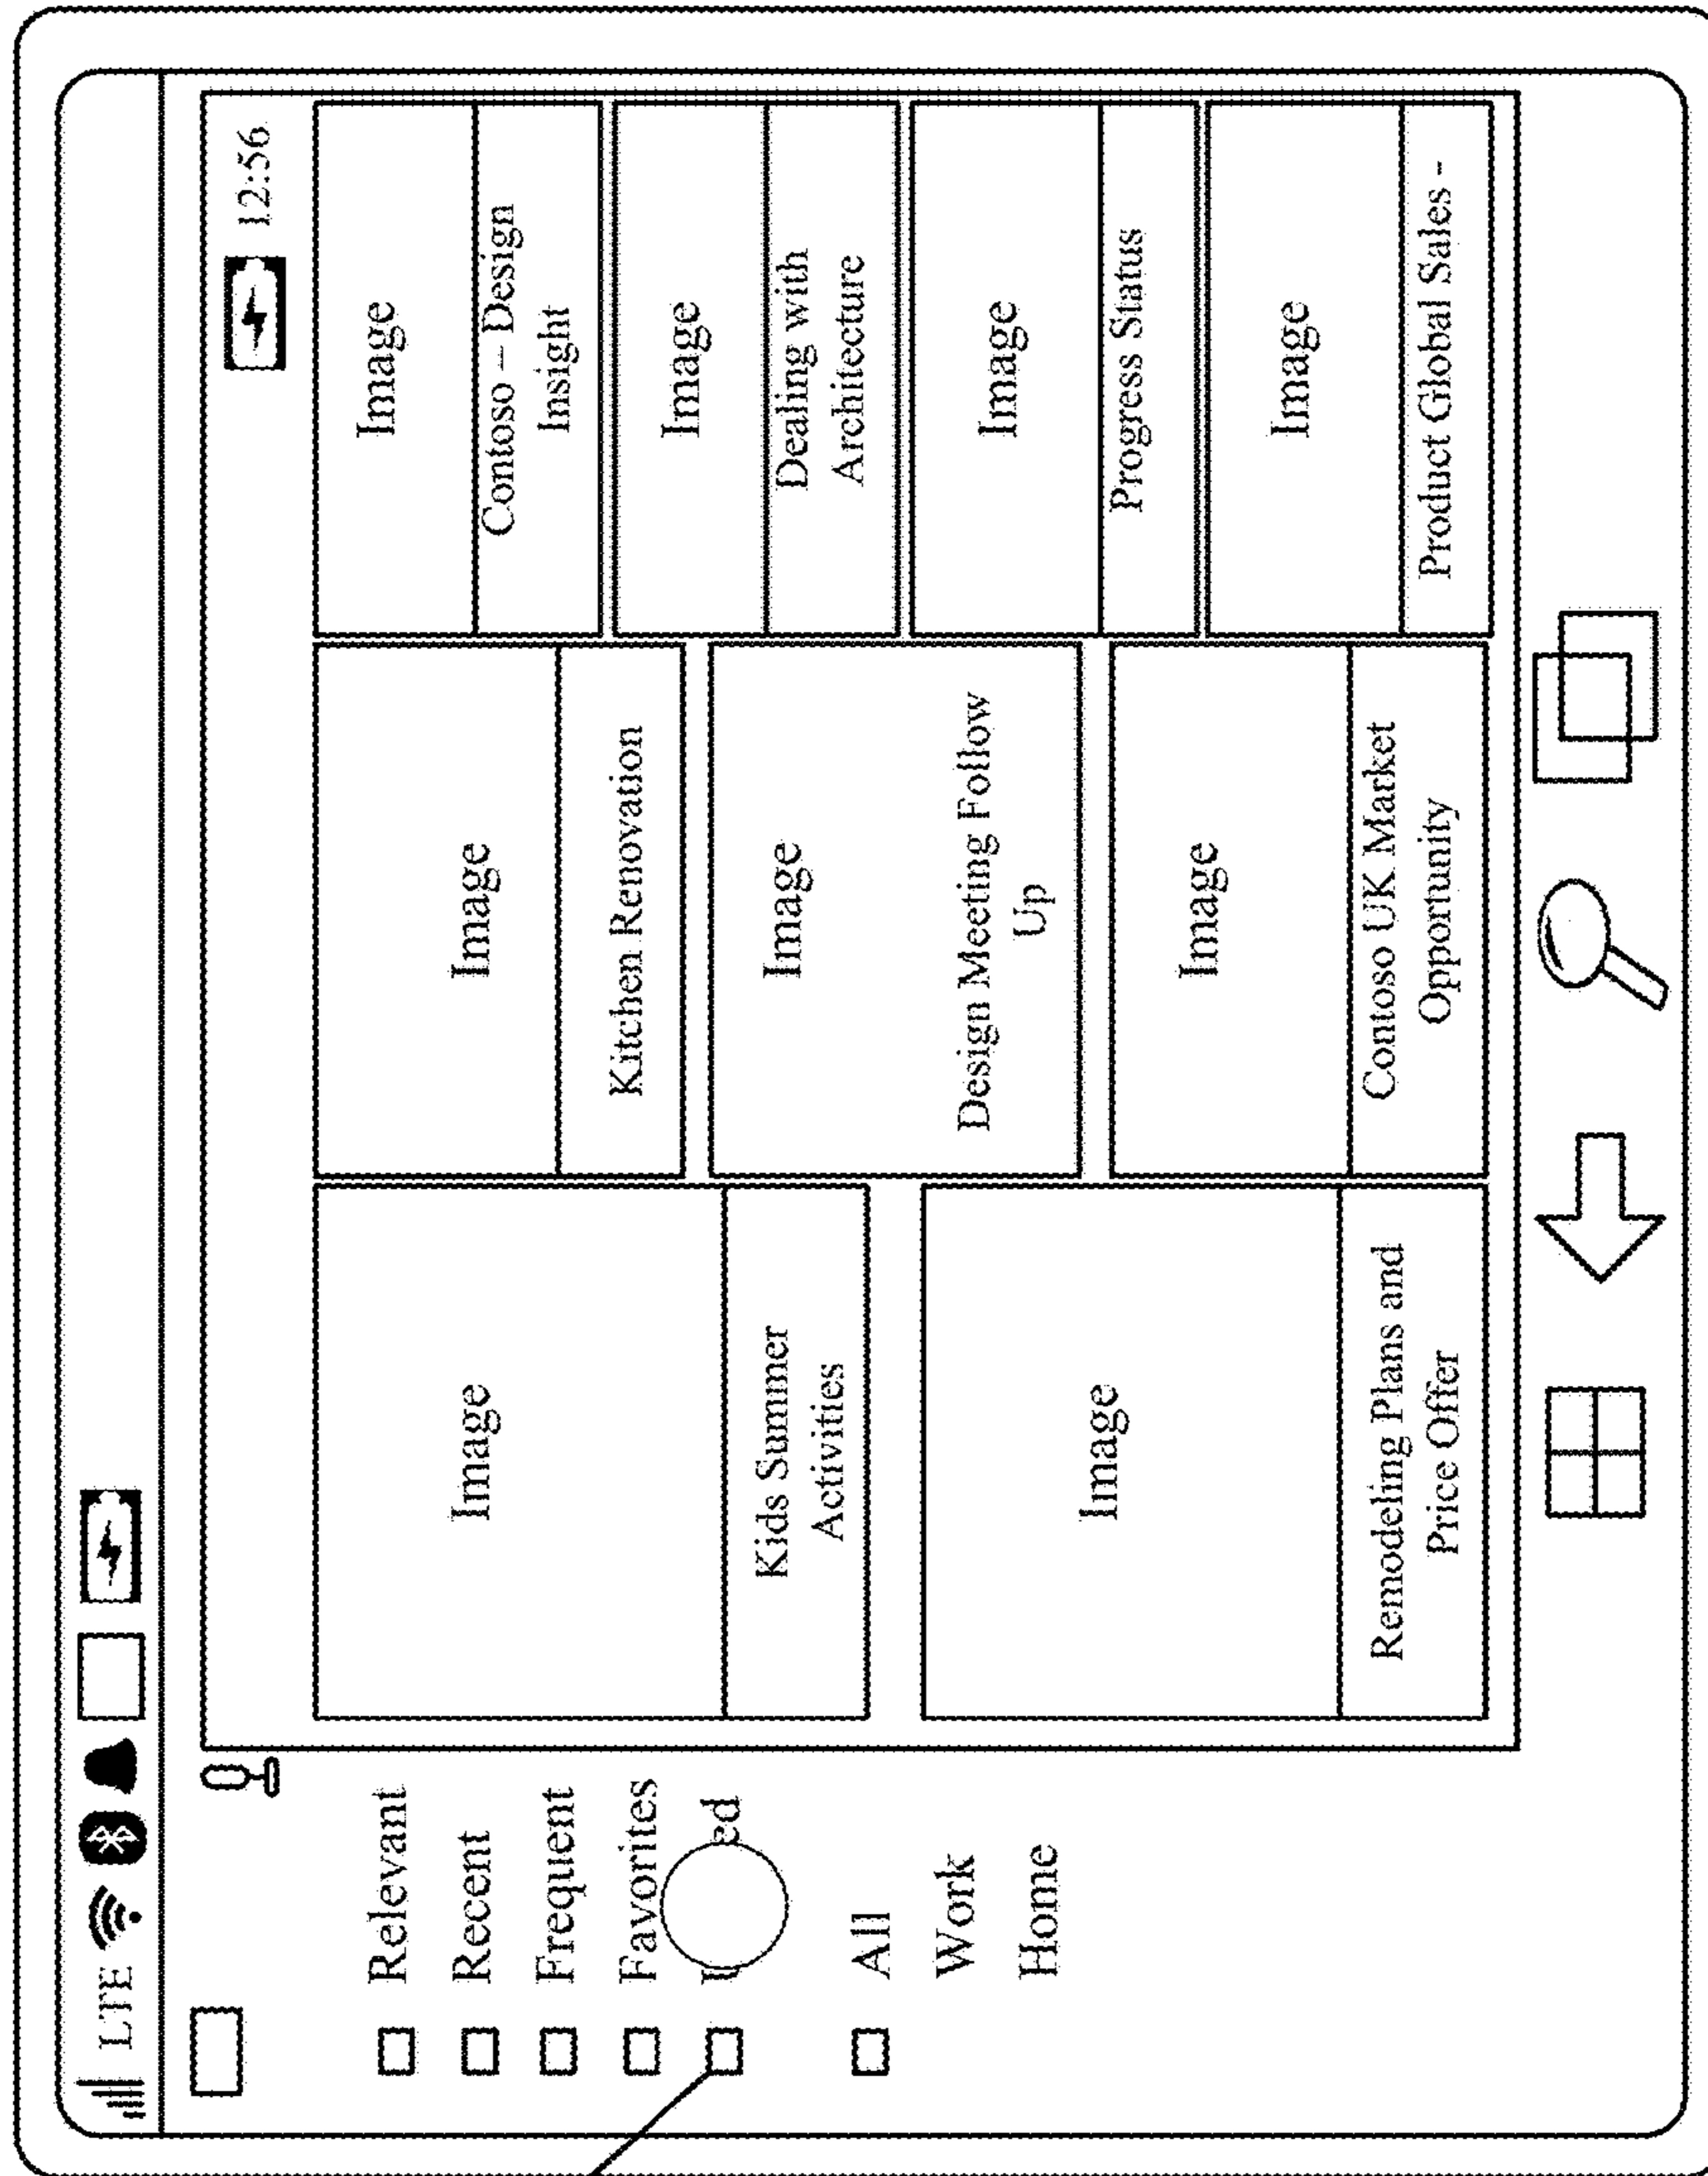 LTE
12:56
Relevant
Recent
Frequent
Favorites
All
Work
Home
Image
Kids Summer
Activities
Image
Remodeling Plans and
Price Offer
Image
Kitchen Renovation
Image
Design Meeting Follow
Up
Image
Contoso UK Market
Opportunity
Image
Contoso – Design
Insight
Image
Dealing with
Architecture
Image
Progress Status
Image
Product Global Sales -